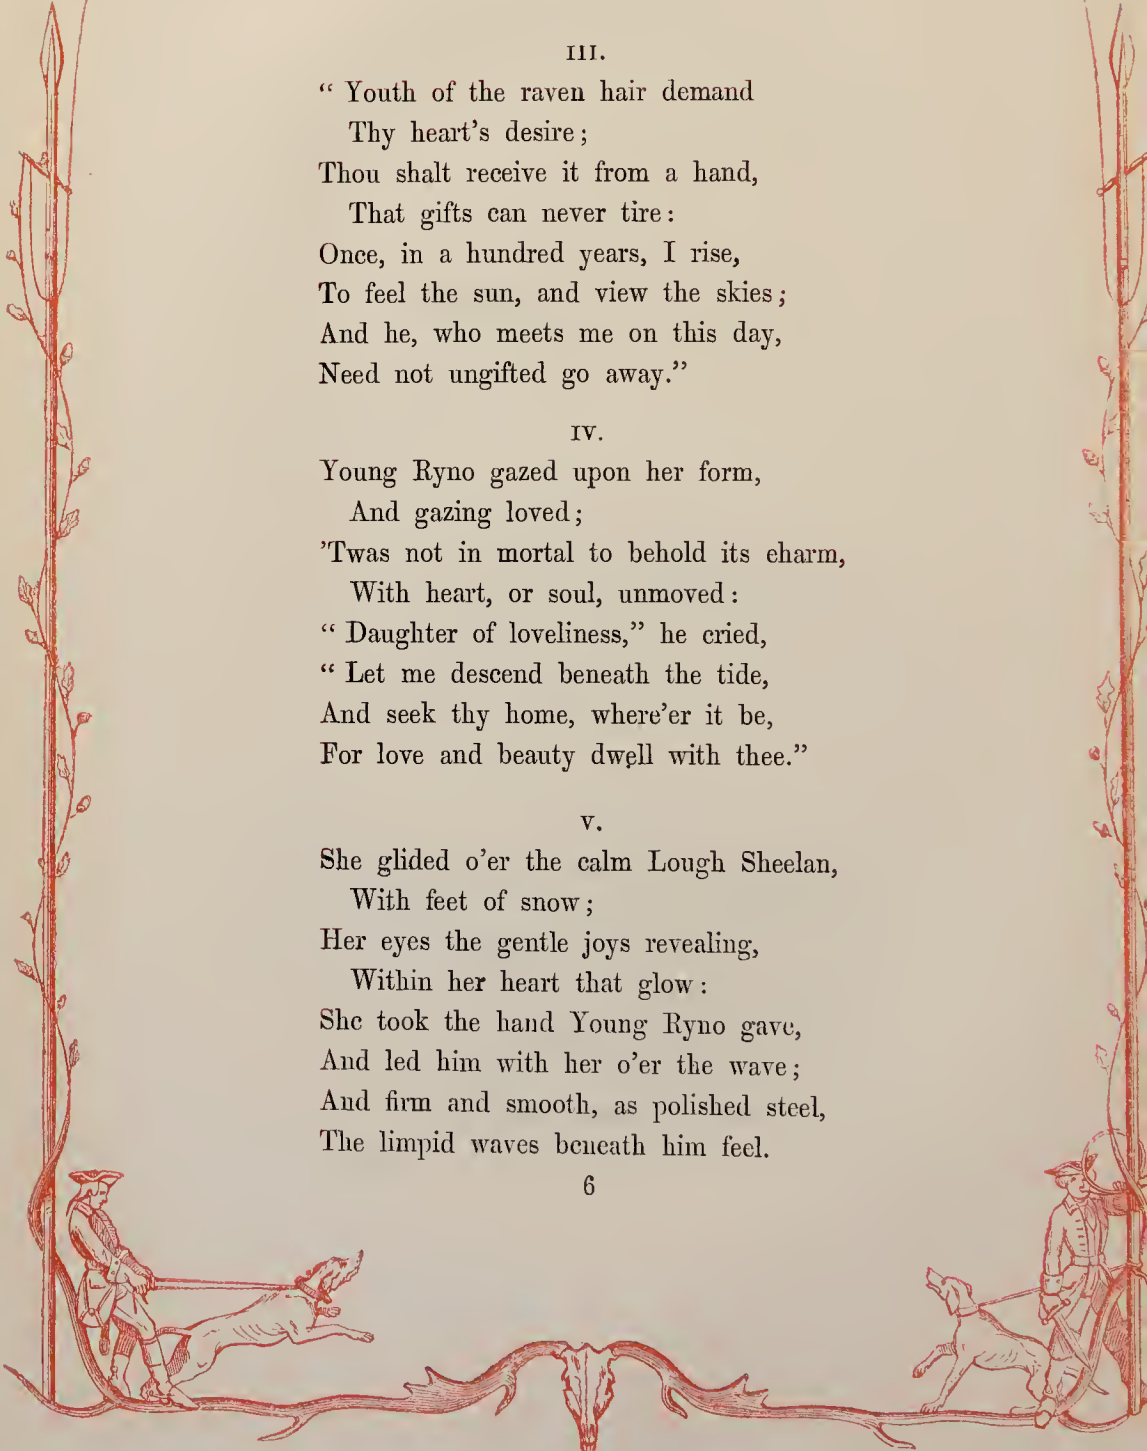 III.
“ Youth of the raven hair demand
Thy heart’s desire ;
Thou shalt receive it from a hand,
That gifts can never tire :
Once, in a hundred years, I rise,
To feel the sun, and view the skies ;
And he, who meets me on this day,
Need not ungifted go away.”
IV.
Young Ryno gazed upon her form,
And gazing loved ;
’Twas not in mortal to behold its charm,
With heart, or soul, unmoved :
“ Daughter of loveliness,” he cried,
“ Let me descend beneath the tide,
And seek thy home, where’er it be,
For love and beauty dwell with thee.”
V.
She glided o’er the calm Lough Sheelan,
With feet of snow ;
Her eyes the gentle joys revealing,
Within her heart that glow :
She took the hand Young Ryno gave,
And led him with her o’er the wave ;
And firm and smooth, as polished steel,
The limpid waves beneath him feel.
6